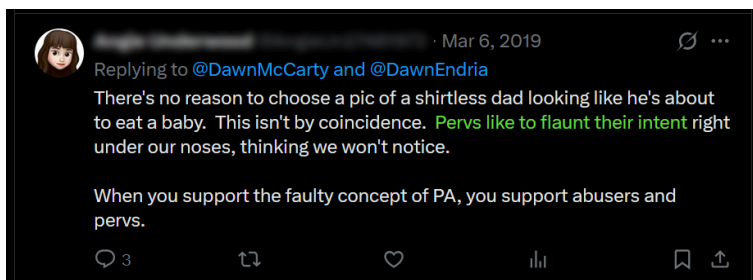 · Mar 6, 2019
Replying to @DawnMcCarty and @DawnEndria
There's no reason to choose a pic of a shirtless dad looking like he's about
to eat a baby.  This isn't by coincidence.  Pervs like to flaunt their intent right
under our noses, thinking we won't notice.
When you support the faulty concept of PA, you support abusers and
pervs.
3